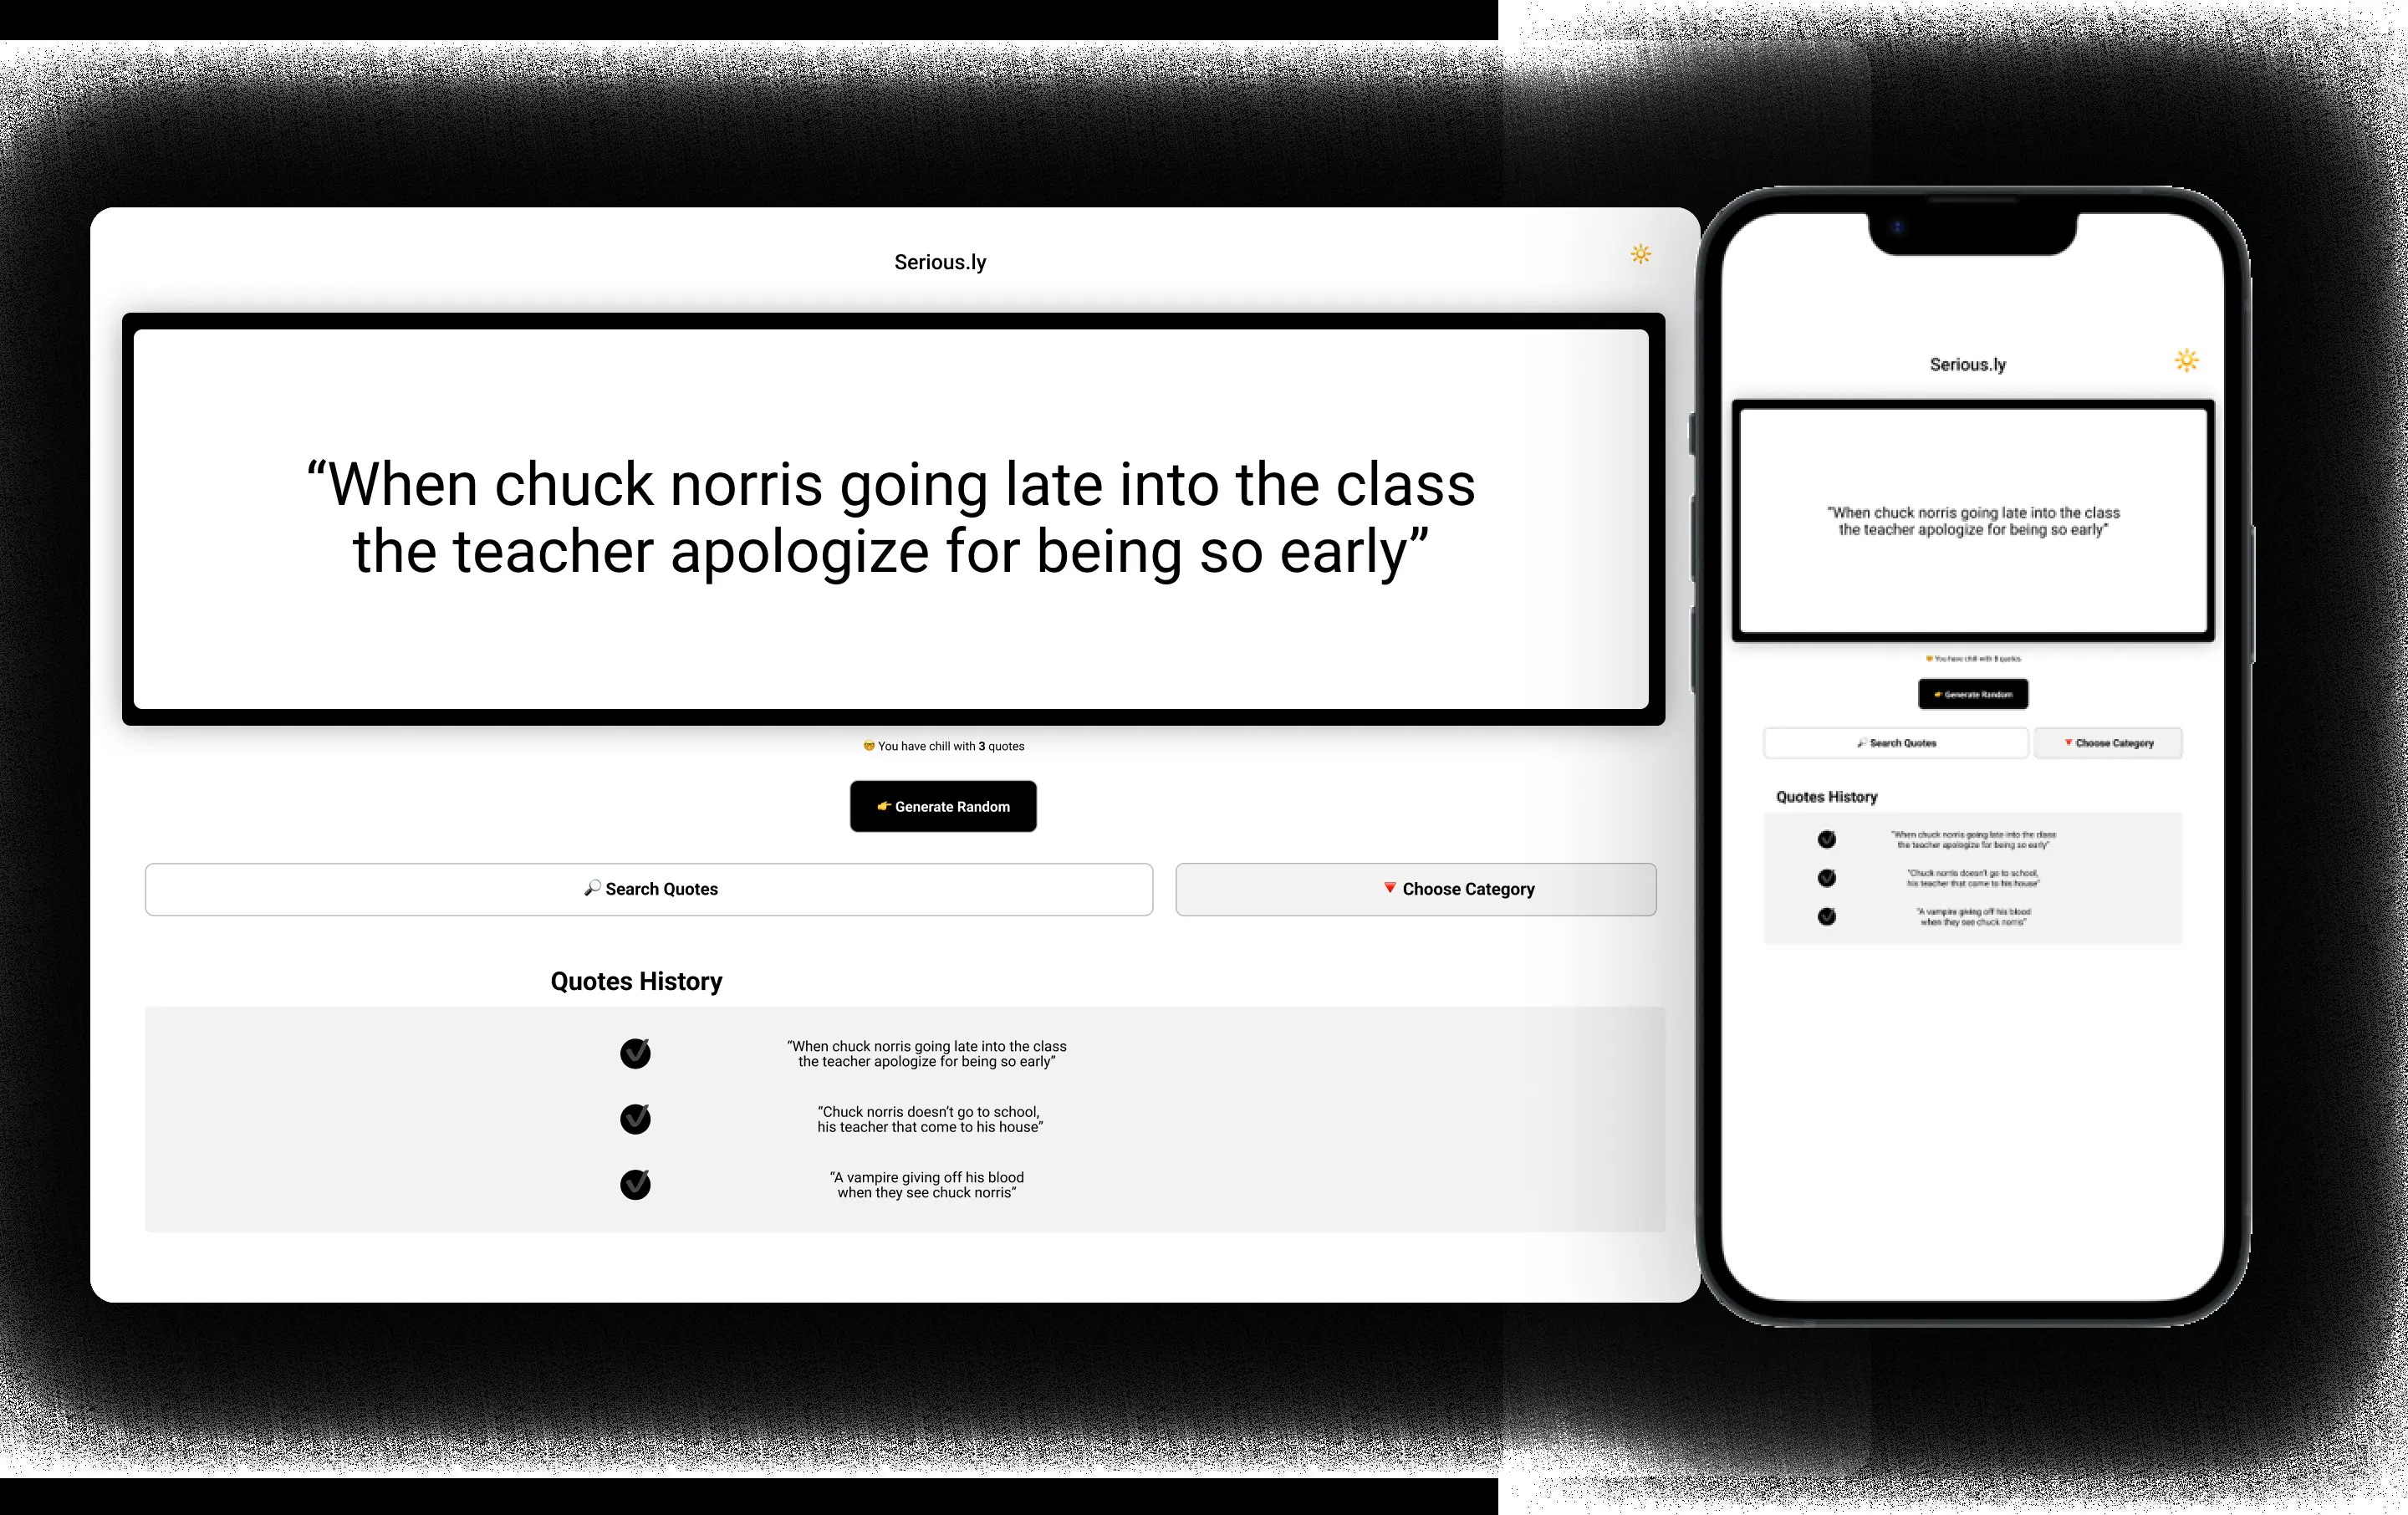 Serious.ly
“When chuck norris going late into the class
the teacher apologize for being so early”
You have chill with 3 quotes
Generate Random
Search Quotes
Choose Category
Quotes History
“When chuck norris going late into the class
the teacher apologize for being so early”
“Chuck norris doesn’t go to school,
his teacher that come to his house”
“A vampire giving off his blood
when they see chuck norris”
Serious.ly
“When chuck norris going late into the class
the teacher apologize for being so early”
You have chill with quotes
Generate Random
Search Quotes
Choose Category
Quotes History
“When chuck norris going late into the class
the teacher apologize for being so early”
“Chuck norris doesn’t go to school,
his teacher that come to his house”
“A vampire giving off his blood
when they see chuck norris”